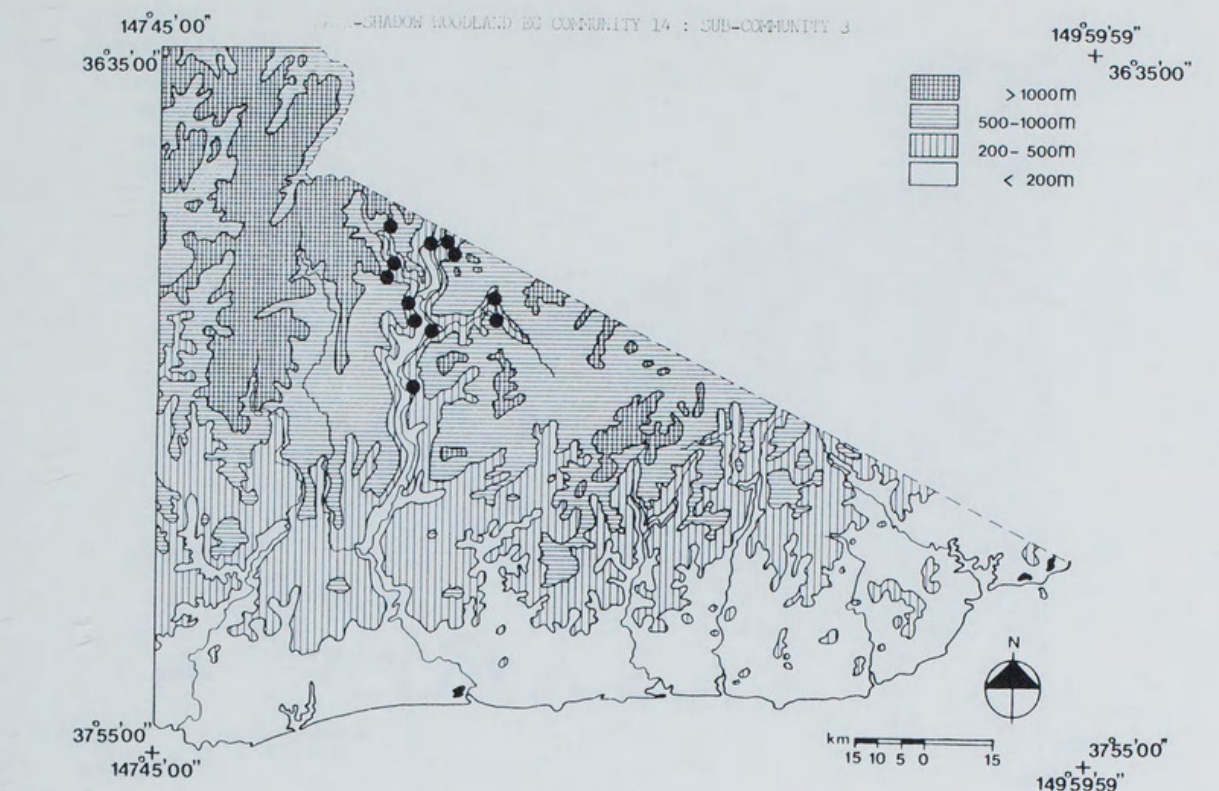 -SHADOW WOODLAND EG COMMUNITY 14 : SUB-COMMUNITY 3
147°45'00"
36°35'00"
149°59'59"
36°35'00"
> 1000m
500-1000m
200- 500m
< 200m
N
37°55'00"
147°45'00"
km
15 10 5 0 15
37°55'00"
149°59'59"